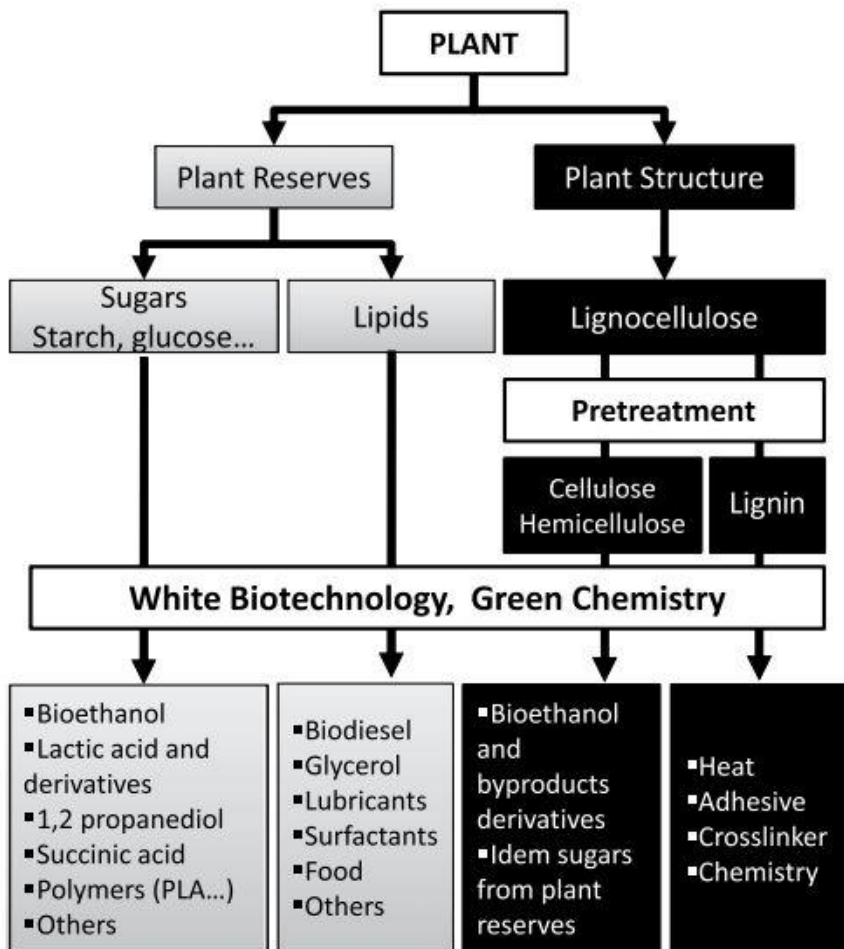 PLANT
Plant Reserves
Plant Structure
Sugars
Starch, glucose...
Lipids
Lignocellulose
Pretreatment
Cellulose
Hemicellulose
Lignin
White Biotechnology, Green Chemistry
▪Bioethanol
▪Lactic acid and
derivatives
▪1,2 propanediol
▪Succinic acid
▪Polymers (PLA...)
▪Others
▪Biodiesel
▪Glycerol
▪Lubricants
▪Surfactants
▪Food
▪Others
▪Bioethanol
and
byproducts
derivatives
▪Idem sugars
from plant
reserves
▪Heat
▪Adhesive
▪Crosslinker
▪Chemistry